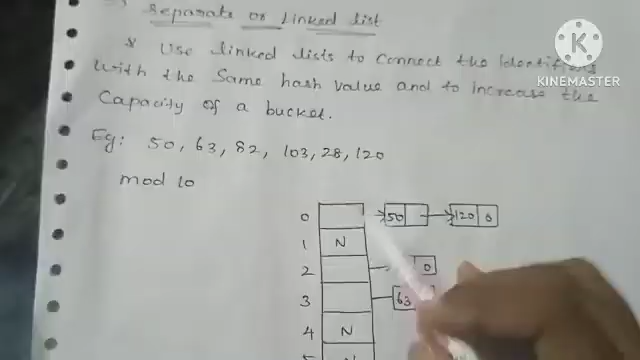 Separate or Linked list
* Use linked lists to connect the Identifiers
with the same hash value and to increase the
Capacity of a bucket.
Eg: 50, 63, 82, 103, 28, 120
mod 10
0 50 120 0
1 N
2 0
3 63
4 N
5 N
K
KINEMASTER